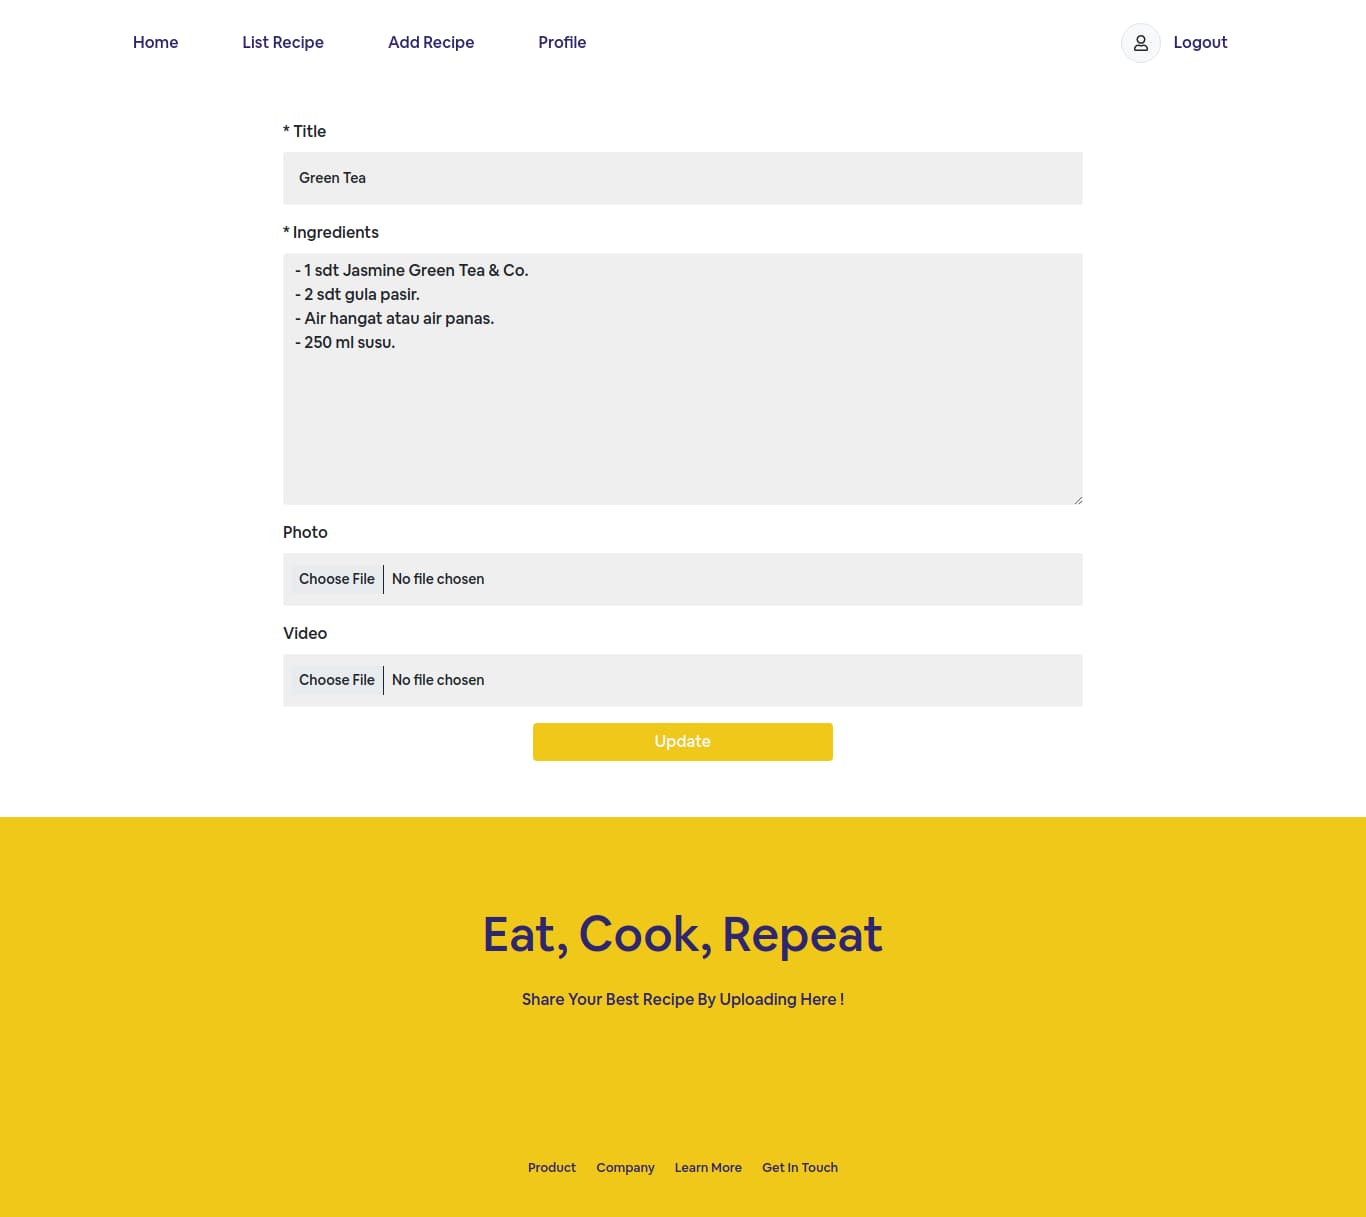 Home List Recipe Add Recipe Profile Logout
* Title
Green Tea
* Ingredients
- 1 sdt Jasmine Green Tea & Co.
- 2 sdt gula pasir.
- Air hangat atau air panas.
- 250 ml susu.
Photo
Choose File No file chosen
Video
Choose File No file chosen
Update
Eat, Cook, Repeat
Share Your Best Recipe By Uploading Here !
Product Company Learn More Get In Touch